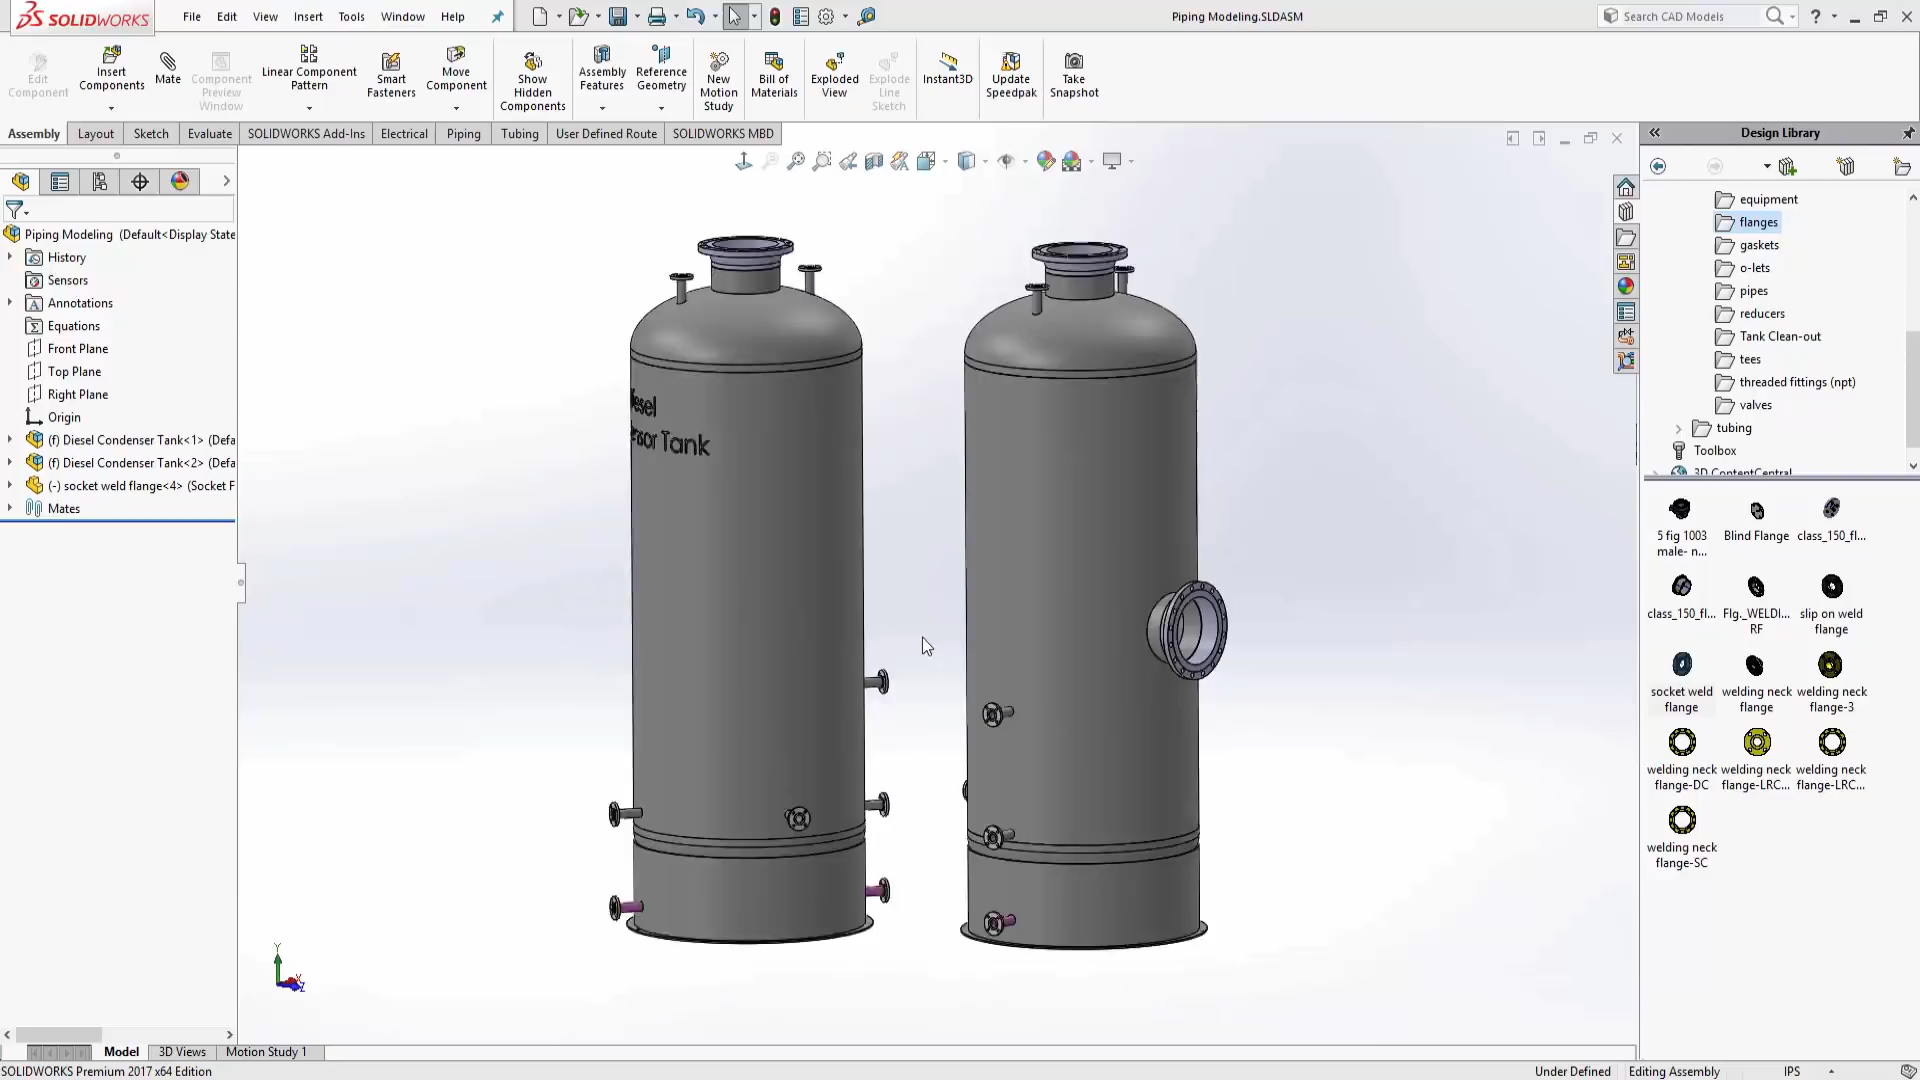 SOLIDWORKS
File Edit View Insert Tools Window Help
Piping Modeling.SLDASM
Search CAD Models
Edit Component
Insert Components
Mate
Component Preview Window
Linear Component Pattern
Smart Fasteners
Move Component
Show Hidden Components
Assembly Features
Reference Geometry
New Motion Study
Bill of Materials
Exploded View
Explode Line Sketch
Instant3D
Update Speedpak
Take Snapshot
Assembly Layout Sketch Evaluate SOLIDWORKS Add-Ins Electrical Piping Tubing User Defined Route SOLIDWORKS MBD
Piping Modeling (Default<Display State
History
Sensors
Annotations
Equations
Front Plane
Top Plane
Right Plane
Origin
(f) Diesel Condenser Tank<1> (Defa
(f) Diesel Condenser Tank<2> (Defa
(-) socket weld flange<4> (Socket F
Mates
iesel
ensor Tank
Y
Design Library
equipment
flanges
gaskets
o-lets
pipes
reducers
Tank Clean-out
tees
threaded fittings (npt)
valves
tubing
Toolbox
3D ContentCentral
5 fig 1003 male- n...
Blind Flange
class_150_fl...
class_150_fl...
Flg._WELDI... RF
slip on weld flange
socket weld flange
welding neck flange
welding neck flange-3
welding neck flange-DC
welding neck flange-LRC...
welding neck flange-LRC...
welding neck flange-SC
Model 3D Views Motion Study 1
SOLIDWORKS Premium 2017 x64 Edition
Under Defined Editing Assembly IPS